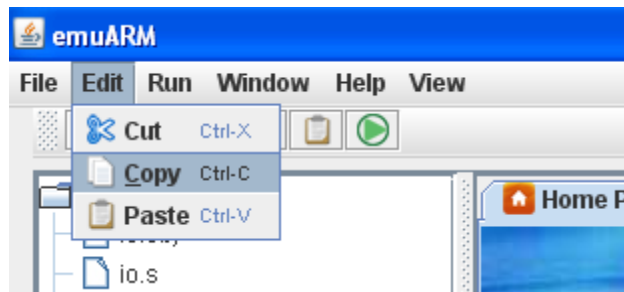 emuARM
File Edit Run Window Help View
Cut Ctrl-X
Copy Ctrl-C
Paste Ctrl-V
Home P
io.s